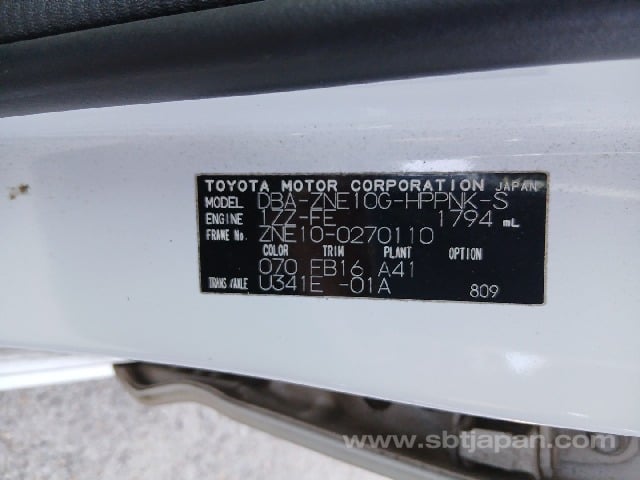 TOYOTA MOTOR CORPORATION JAPAN
MODEL DBA-ZNE10G-HPPNK-S
ENGINE 1ZZ-FE 1794 mL
FRAME No. ZNE10-0270110
COLOR TRIM PLANT OPTION
070 FB16 A41
TRANS/AXLE U341E -01A 809
www.sbtjapan.com